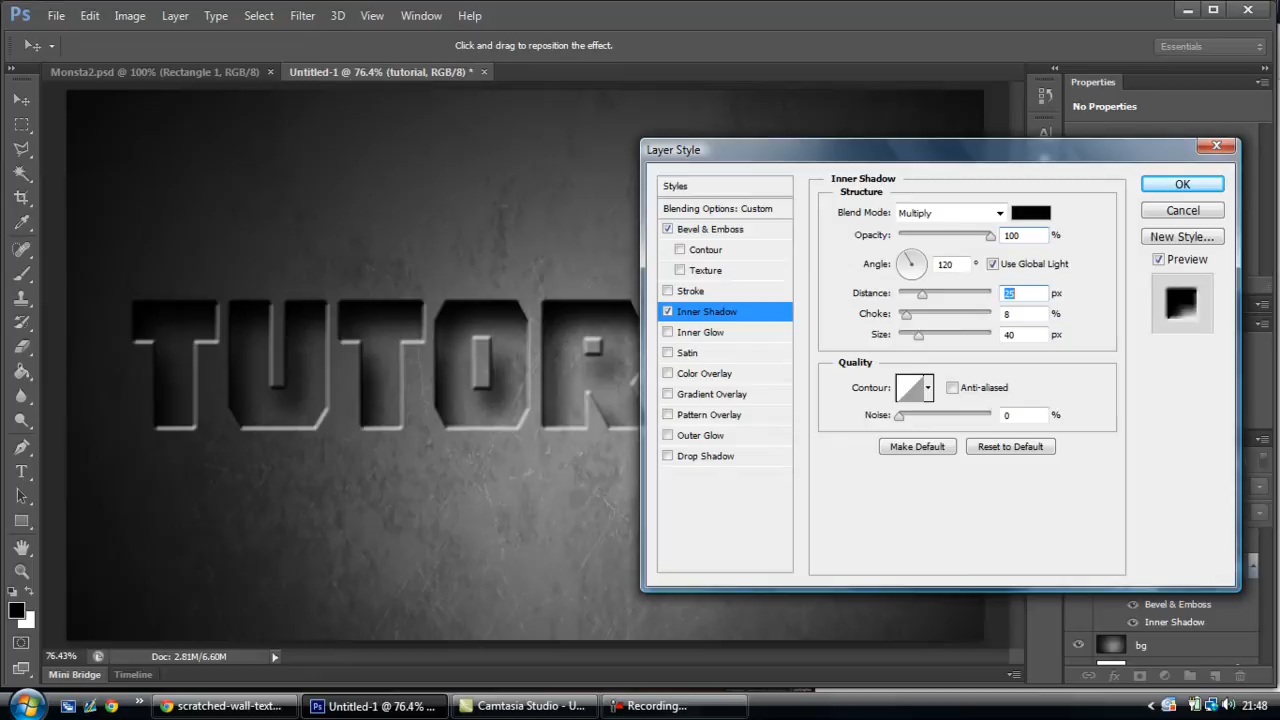 Ps File Edit Image Layer Type Select Filter 3D View Window Help
Click and drag to reposition the effect.
Essentials
Monsta2.psd @ 100% (Rectangle 1, RGB/8) × Untitled-1 @ 76.4% (tutorial, RGB/8) * ×
Properties
No Properties
Layer Style
Styles
Blending Options: Custom
Bevel & Emboss
Contour
Texture
Stroke
Inner Shadow
Inner Glow
Satin
Color Overlay
Gradient Overlay
Pattern Overlay
Outer Glow
Drop Shadow
Inner Shadow
Structure
Blend Mode: Multiply
Opacity: 100 %
Angle: 120 ° Use Global Light
Distance: 25 px
Choke: 8 %
Size: 40 px
Quality
Contour: Anti-aliased
Noise: 0 %
Make Default Reset to Default
OK
Cancel
New Style...
Preview
TUTOR
Bevel & Emboss
Inner Shadow
bg
fx
76.43% Doc: 2.81M/6.60M
Mini Bridge Timeline
scratched-wall-text... Untitled-1 @ 76.4% ... Camtasia Studio - U... Recording... 21:48